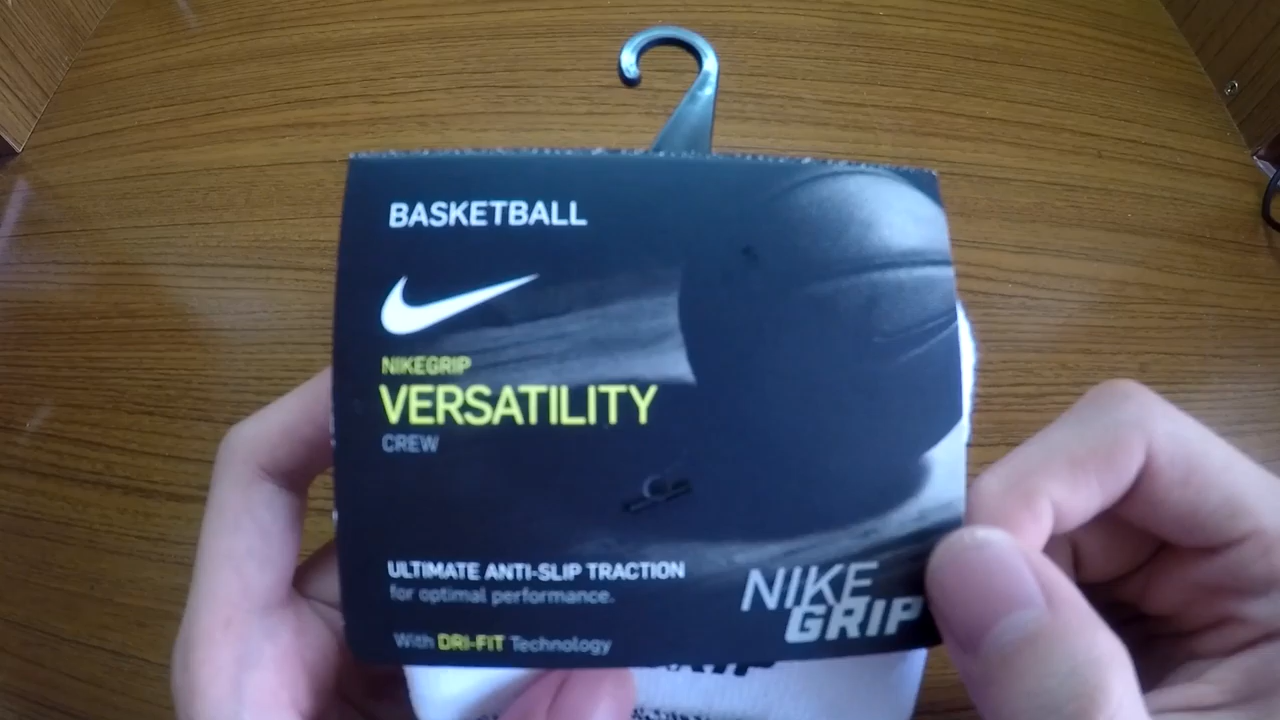 BASKETBALL
NIKEGRIP
VERSATILITY
CREW
ULTIMATE ANTI-SLIP TRACTION
for optimal performance.
With DRI-FIT Technology
NIKE
GRIP